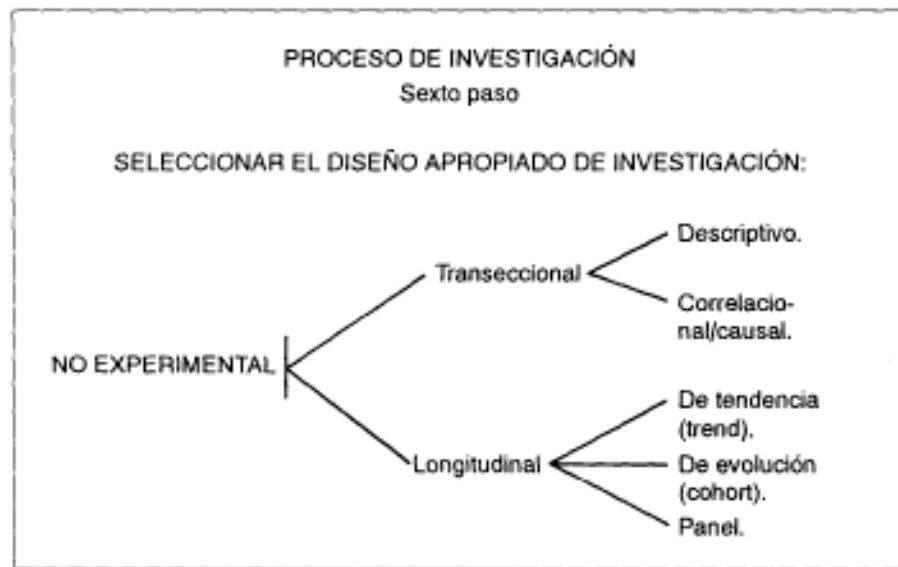 PROCESO DE INVESTIGACIÓN
Sexto paso
SELECCIONAR EL DISEÑO APROPIADO DE INVESTIGACIÓN:
NO EXPERIMENTAL
Transeccional
Descriptivo.
Correlacio-
nal/causal.
Longitudinal
De tendencia
(trend).
De evolución
(cohort).
Panel.